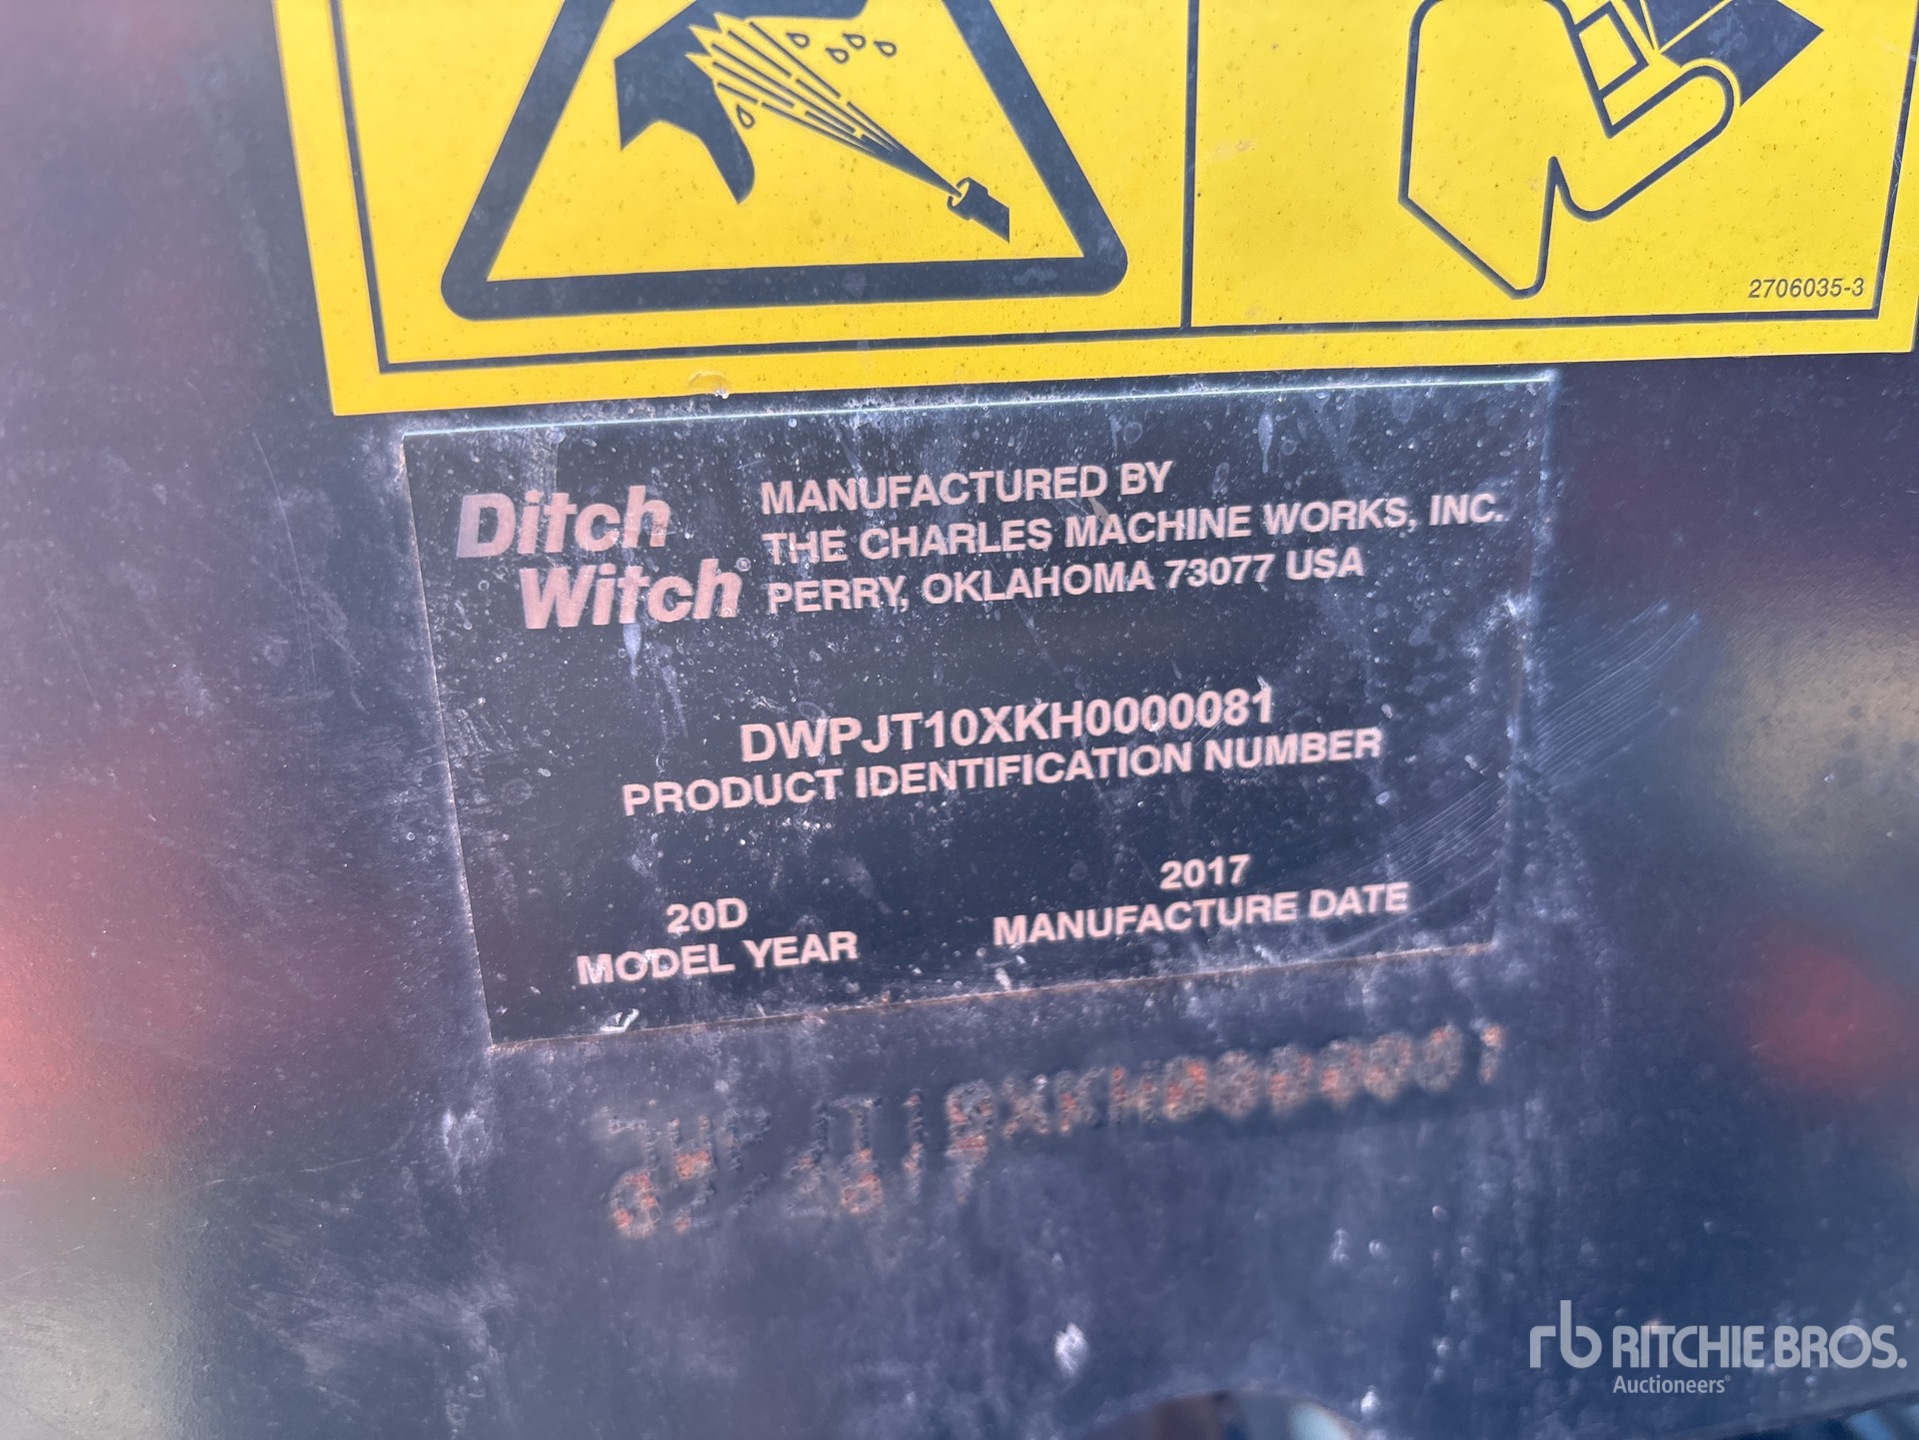 2706035-3
Ditch
Witch®
MANUFACTURED BY
THE CHARLES MACHINE WORKS, INC.
PERRY, OKLAHOMA 73077 USA
DWPJT10XKH0000081
PRODUCT IDENTIFICATION NUMBER
20D
MODEL YEAR
2017
MANUFACTURE DATE
rb RITCHIE BROS.
Auctioneers